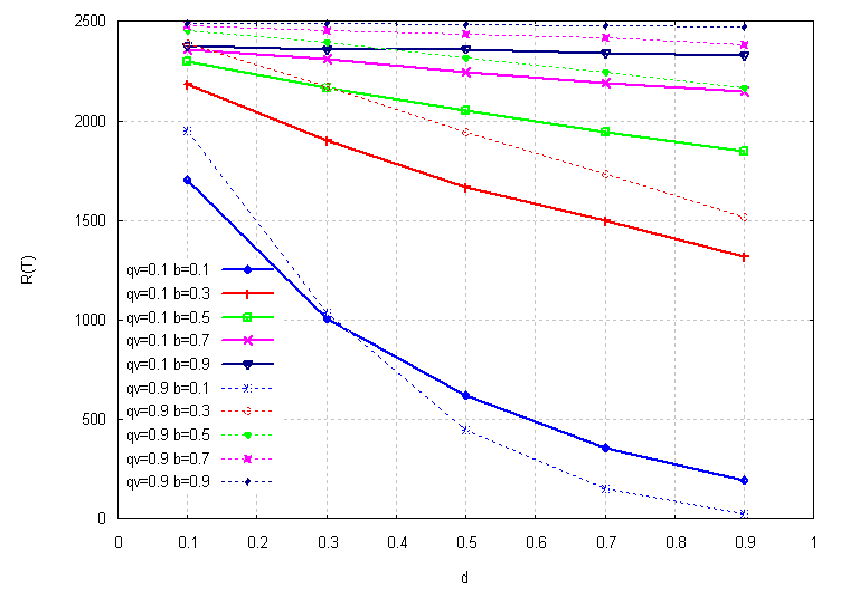 2500
2000
1500
1000
500
0
R(T)
qv=0.1 b=0.1
qv=0.1 b=0.3
qv=0.1 b=0.5
qv=0.1 b=0.7
qv=0.1 b=0.9
qv=0.9 b=0.1
qv=0.9 b=0.3
qv=0.9 b=0.5
qv=0.9 b=0.7
qv=0.9 b=0.9
0 0.1 0.2 0.3 0.4 0.5 0.6 0.7 0.8 0.9 1
d